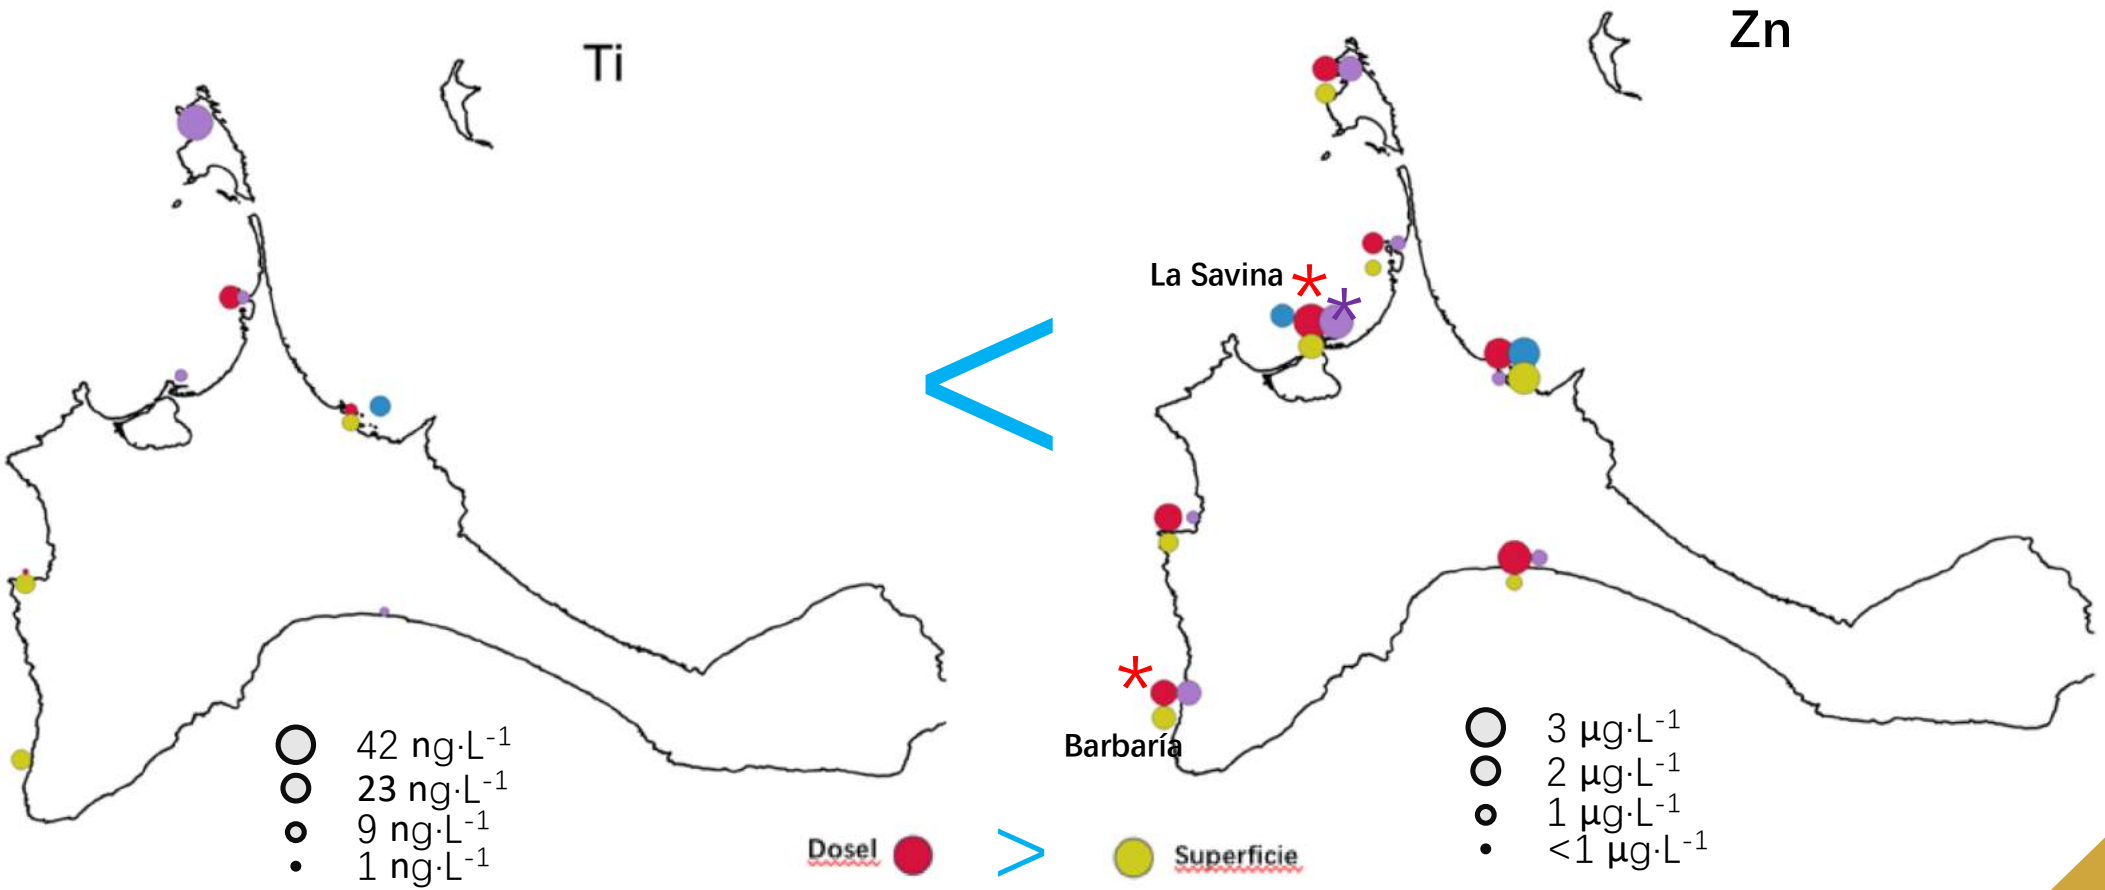 Ti
Zn
La Savina *
*
<
*
Barbaría
42 ng·L⁻¹
23 ng·L⁻¹
9 ng·L⁻¹
1 ng·L⁻¹
3 µg·L⁻¹
2 µg·L⁻¹
1 µg·L⁻¹
<1 µg·L⁻¹
Dosel > Superficie